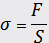 σ = F/S